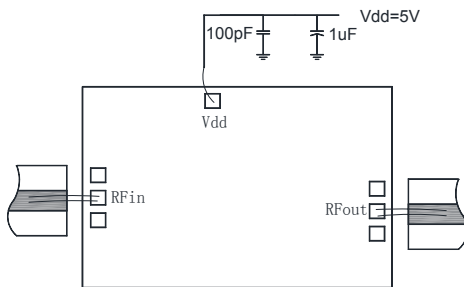 Vdd=5V
100pF
1uF
Vdd
RFin
RFout